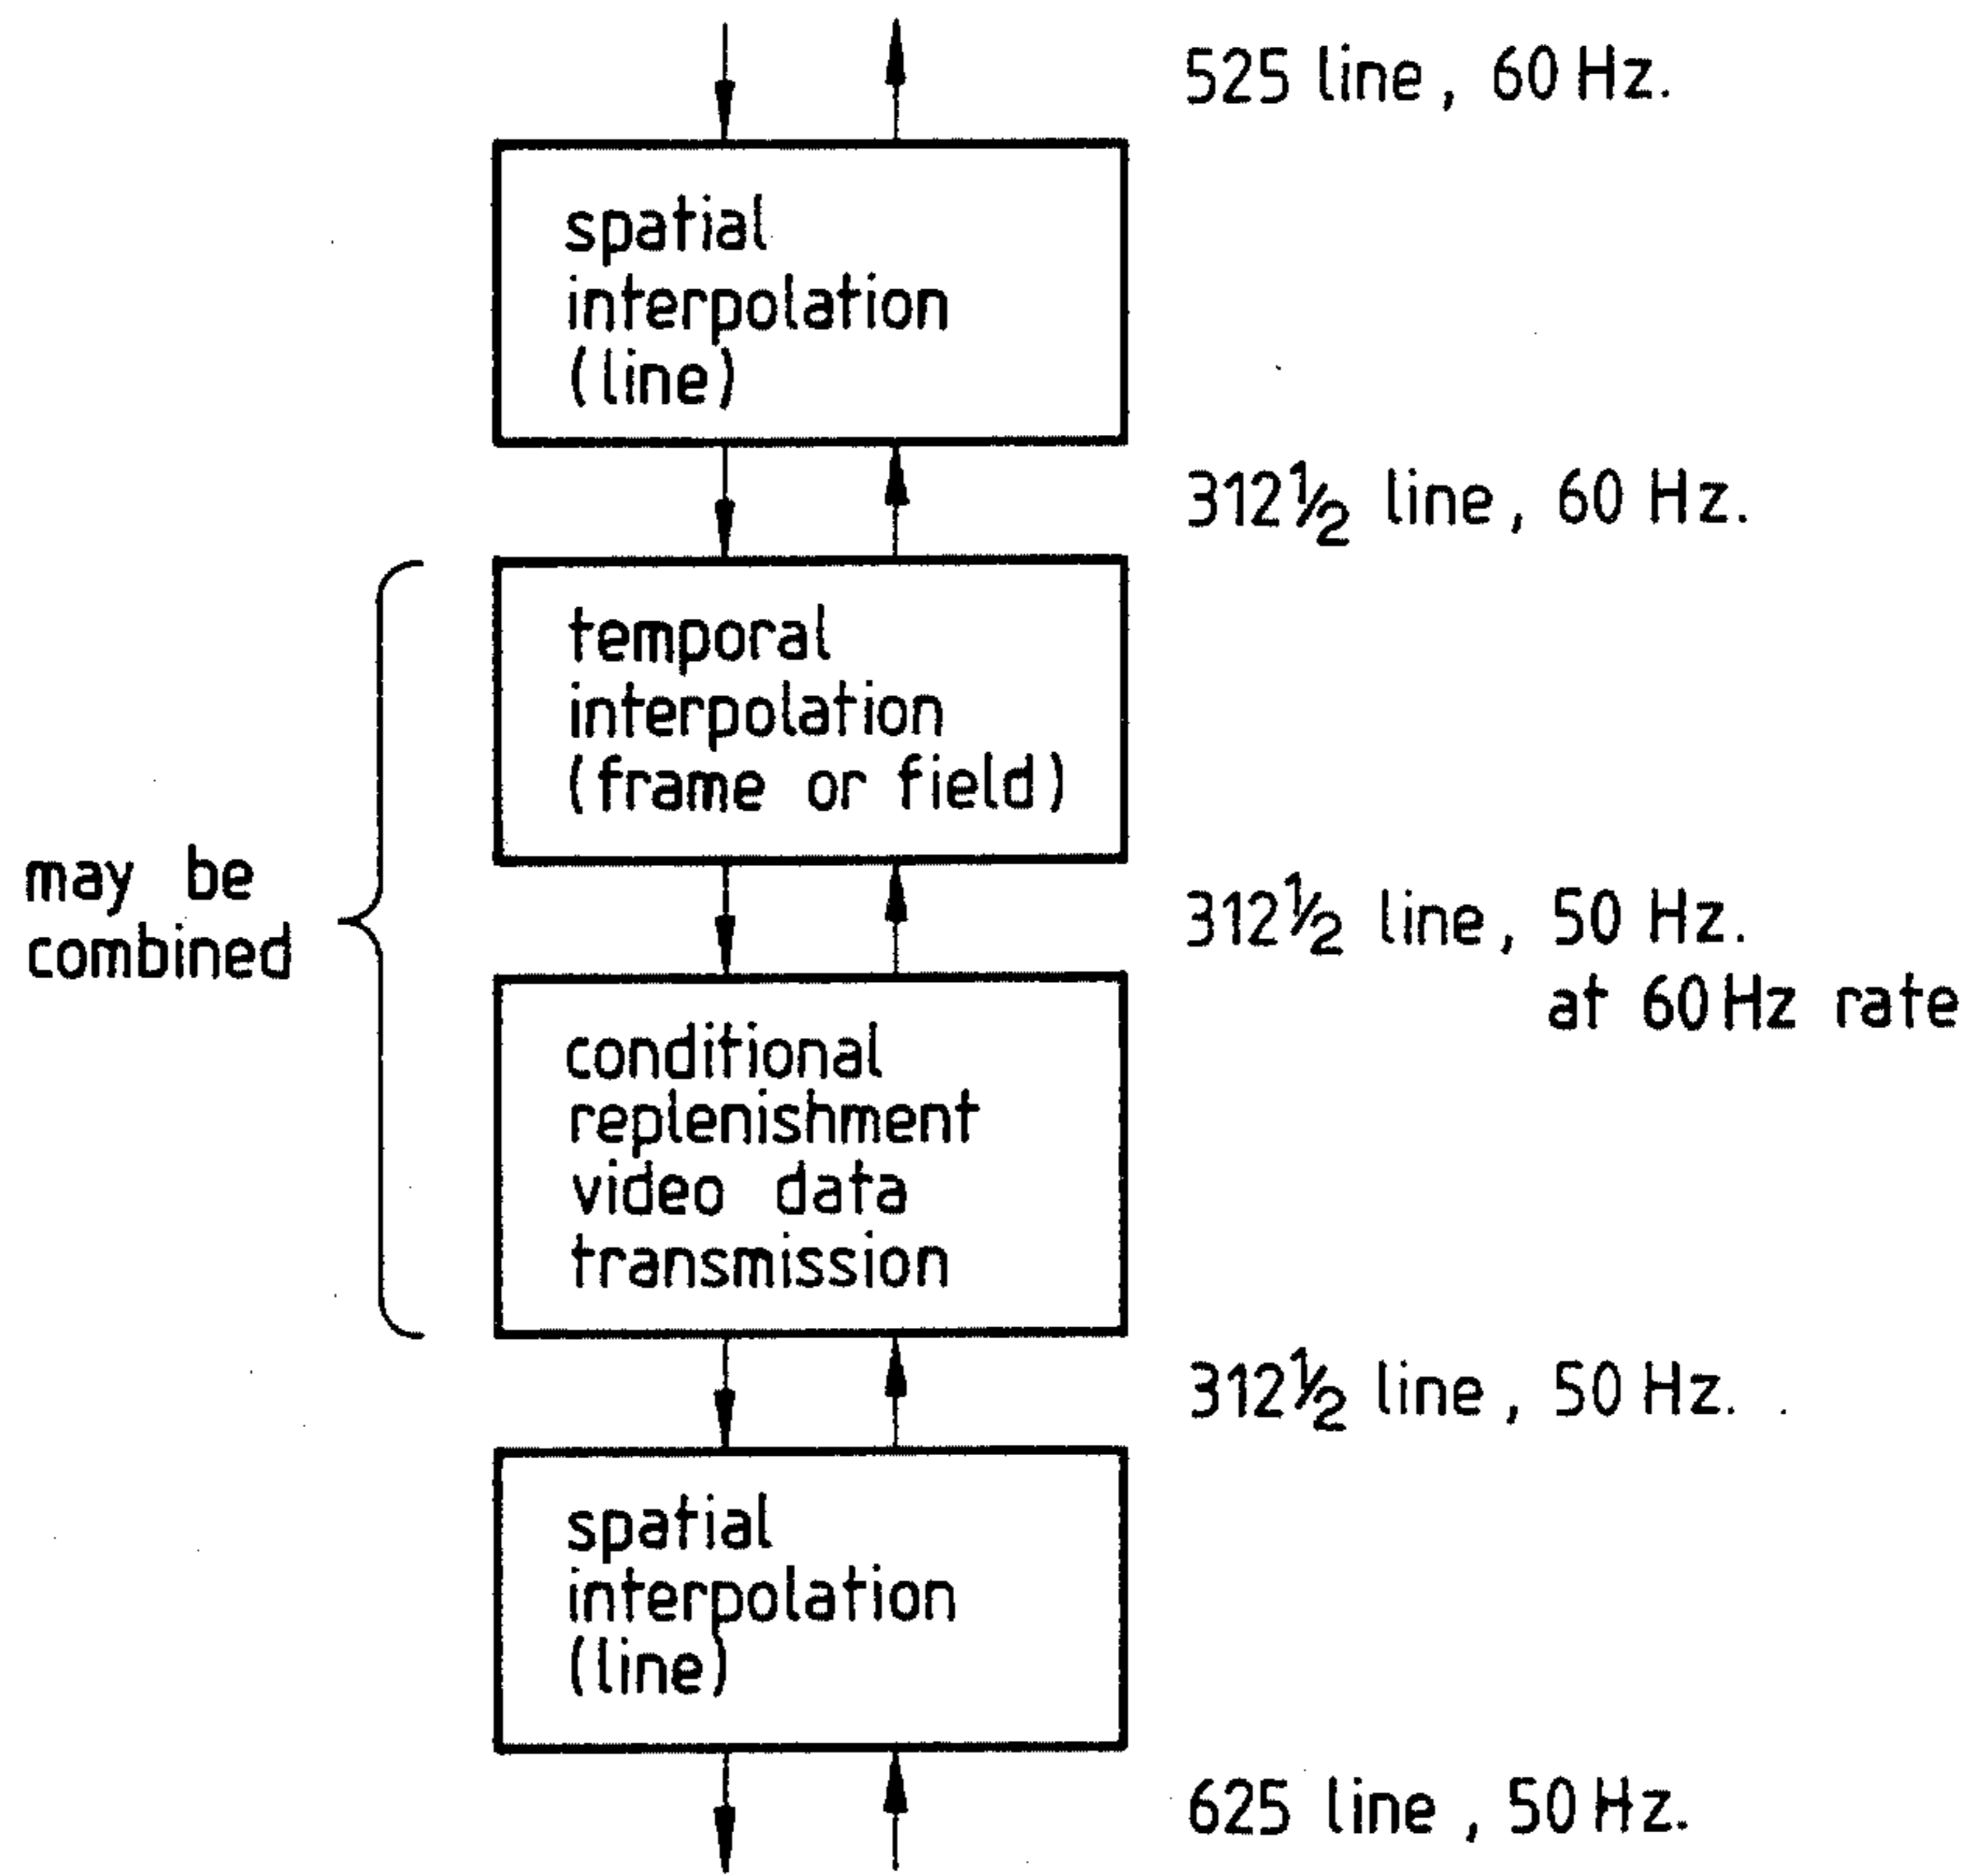 525 line, 60 Hz.
spatial
interpolation
(line)
312½ line, 60 Hz.
temporal
interpolation
(frame or field)
may be
combined
312½ line, 50 Hz.
at 60 Hz rate
conditional
replenishment
video data
transmission
312½ line, 50 Hz.
spatial
interpolation
(line)
625 line, 50 Hz.